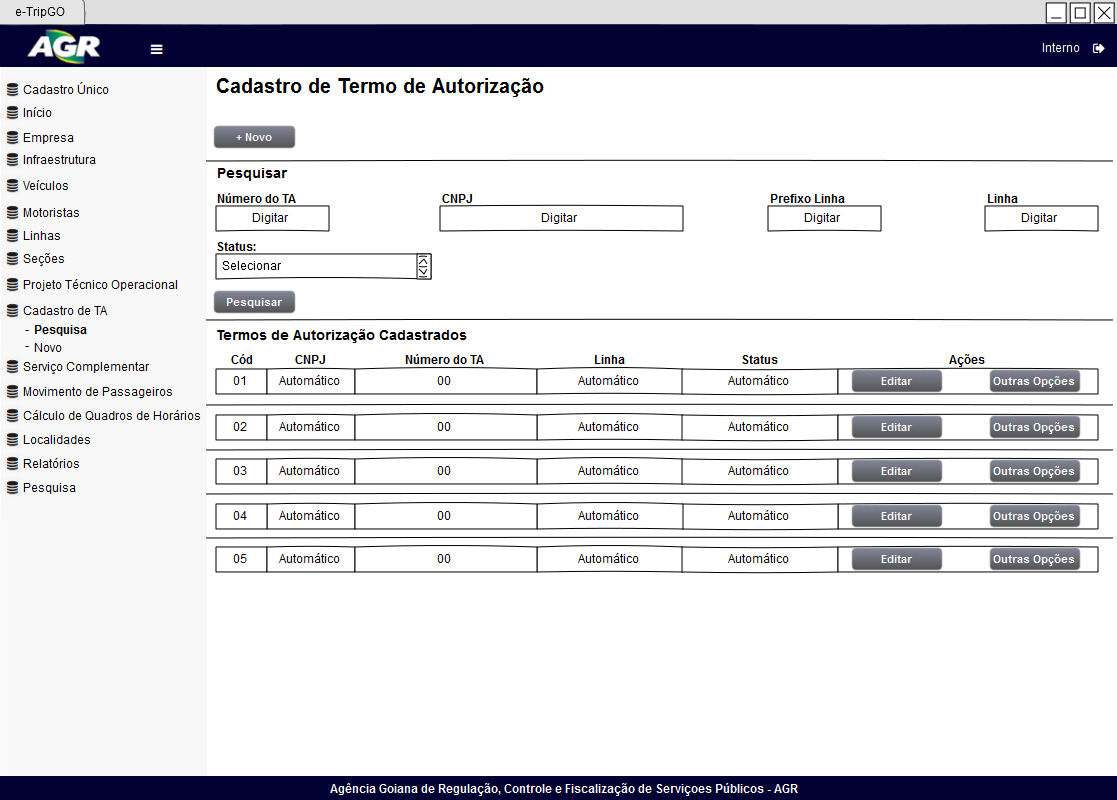 e-TripGO
AGR
Interno
Cadastro Único
Início
Empresa
Infraestrutura
Veículos
Motoristas
Linhas
Seções
Projeto Técnico Operacional
Cadastro de TA
- Pesquisa
- Novo
Serviço Complementar
Movimento de Passageiros
Cálculo de Quadros de Horários
Localidades
Relatórios
Pesquisa
Cadastro de Termo de Autorização
+ Novo
Pesquisar
Número do TA CNPJ Prefixo Linha Linha
Digitar Digitar Digitar Digitar
Status:
Selecionar
Pesquisar
Termos de Autorização Cadastrados
Cód CNPJ Número do TA Linha Status Ações
01 Automático 00 Automático Automático Editar Outras Opções
02 Automático 00 Automático Automático Editar Outras Opções
03 Automático 00 Automático Automático Editar Outras Opções
04 Automático 00 Automático Automático Editar Outras Opções
05 Automático 00 Automático Automático Editar Outras Opções
Agência Goiana de Regulação, Controle e Fiscalização de Serviçoes Públicos - AGR